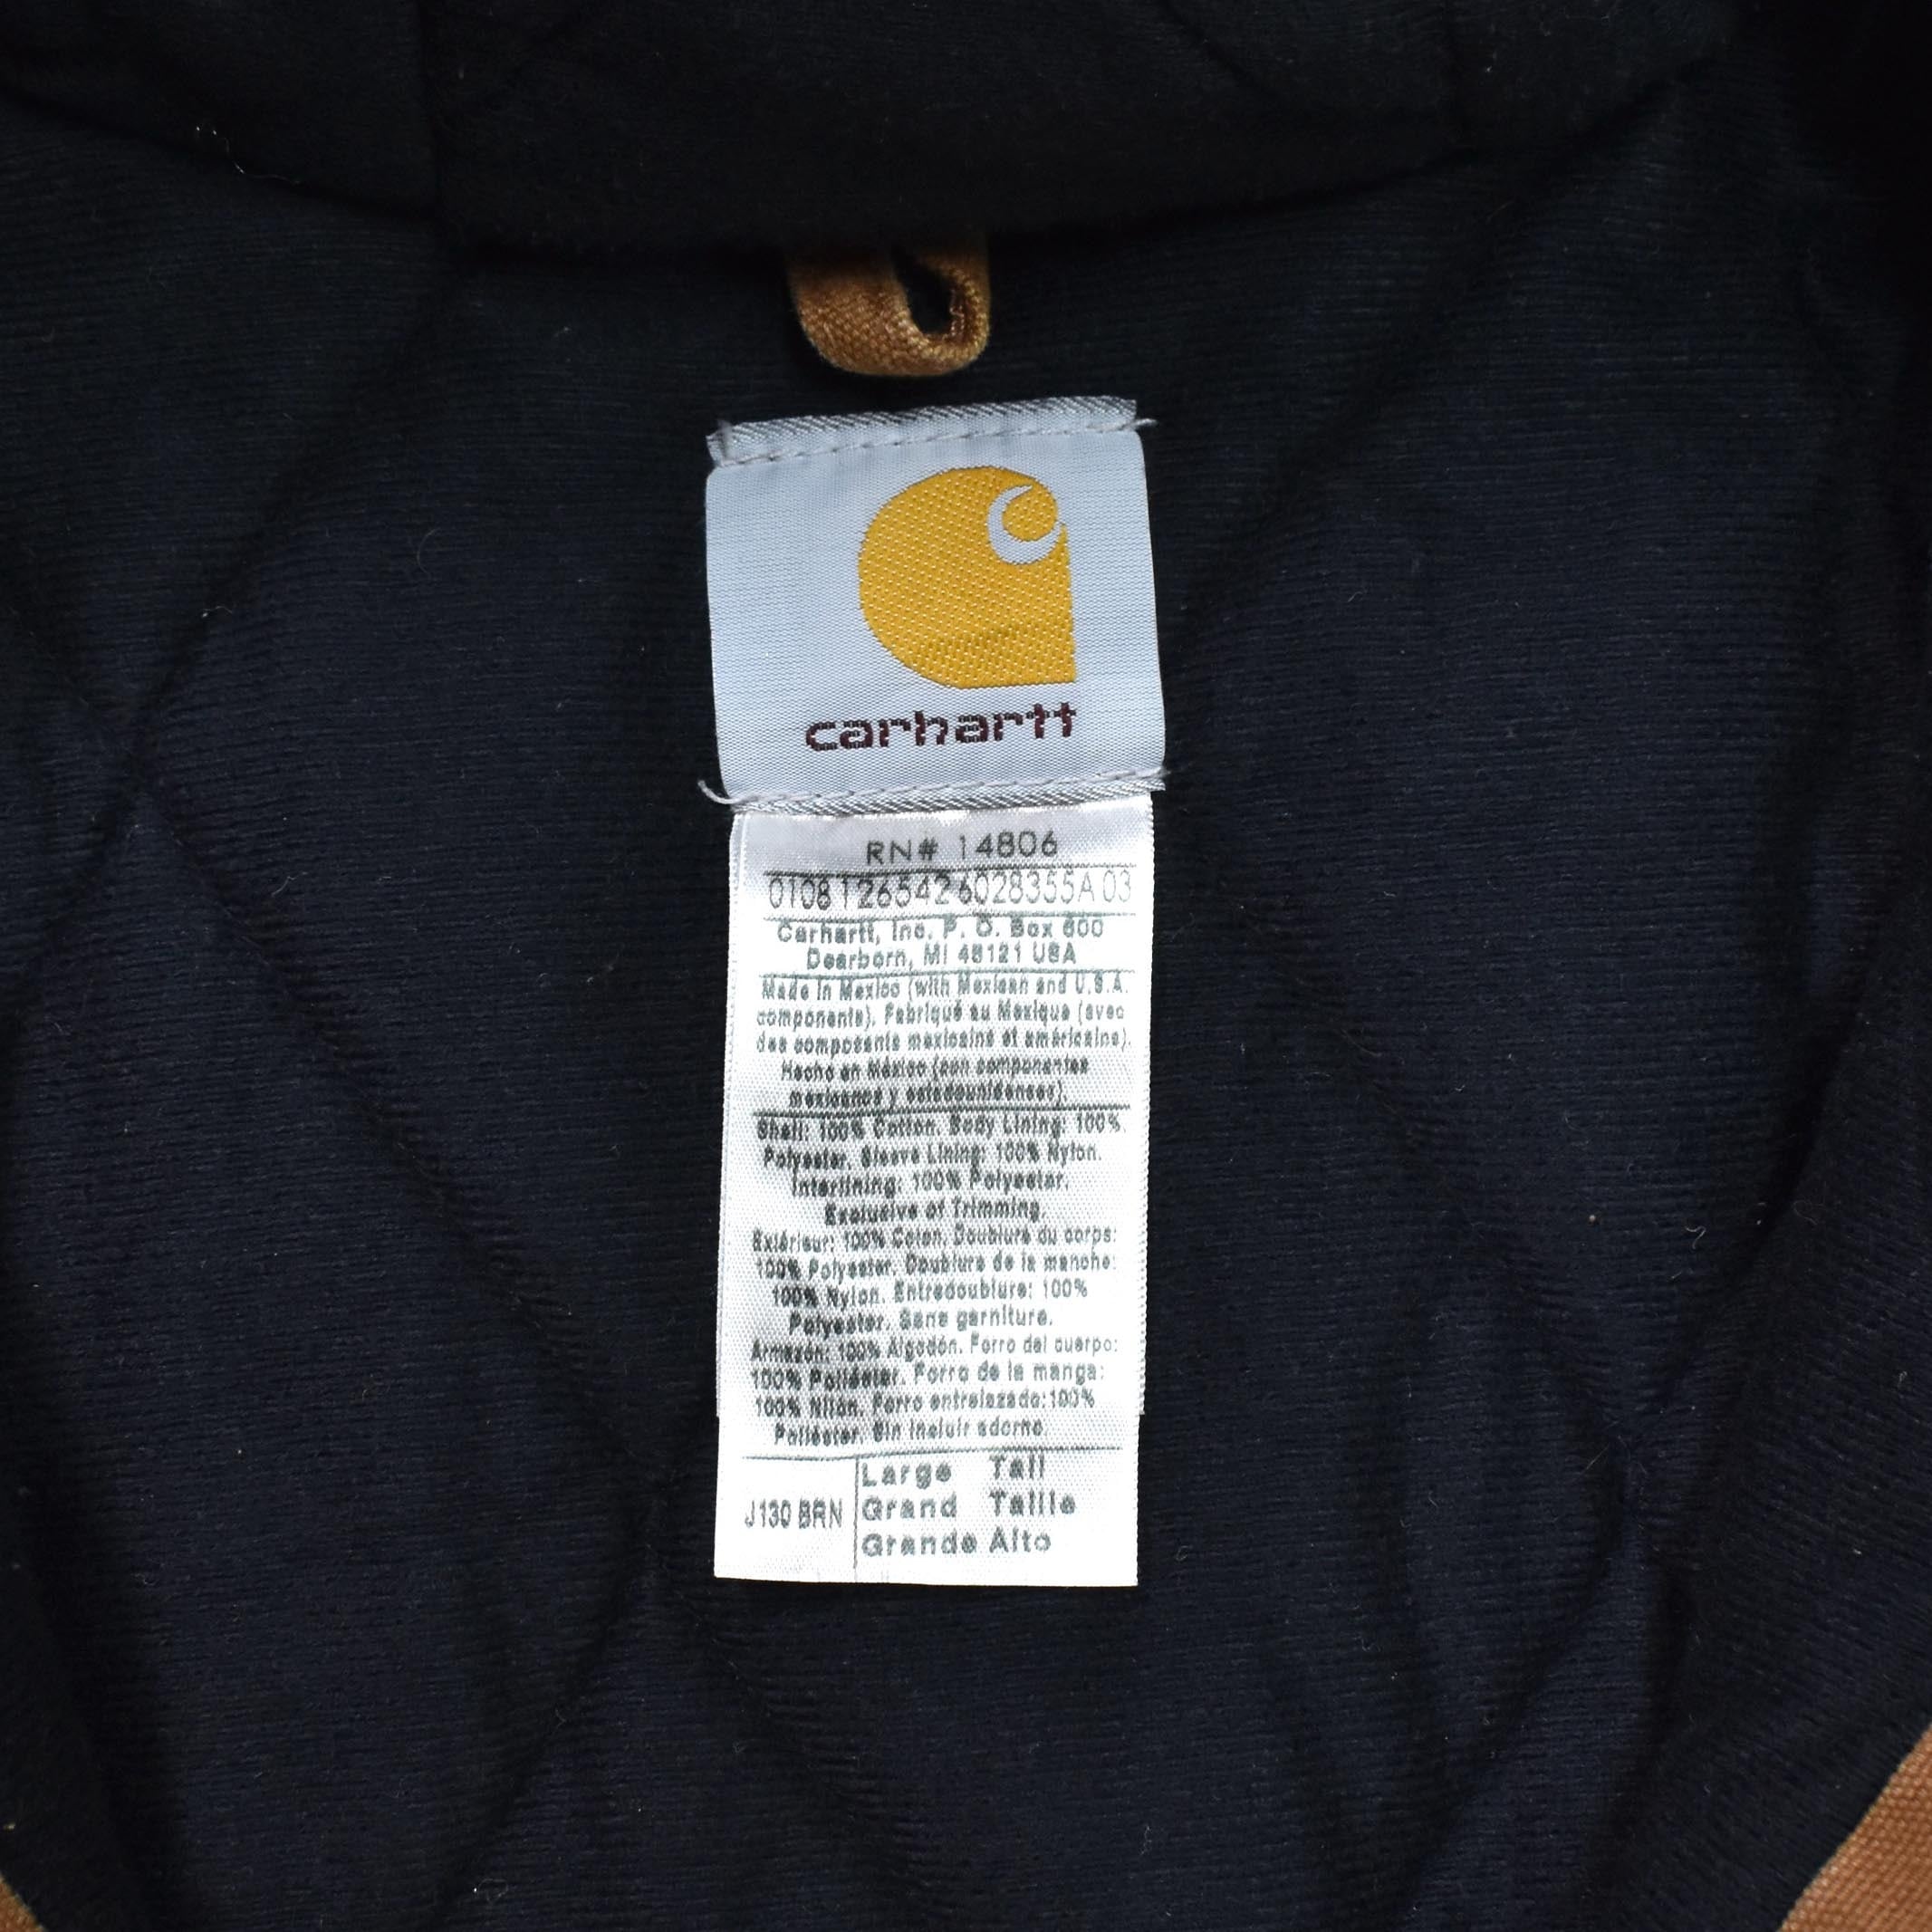 carhartt
RN# 14806
0108126542602835​5A 03
Carhartt, Inc. P. O. Box 600
Dearborn, MI 48121 USA
Made in Mexico (with Mexican and U.S.A.
components). Fabriqué au Mexique (avec
des composants mexicains et américains).
Hecho en México (con componentes
mexicanos y estadounidenses).
Shell: 100% Cotton. Body Lining: 100%
Polyester. Sleeve Lining: 100% Nylon.
Interlining: 100% Polyester.
Exclusive of Trimming.
Extérieur: 100% Coton. Doublure du corps:
100% Polyester. Doublure de la manche:
100% Nylon. Entredoublure: 100%
Polyester. Sans garniture.
Armazon: 100% Algodón. Forro del cuerpo:
100% Poliéster. Forro de la manga:
100% Nilón. Forro entrelazado:100%
Poliéster. Sin incluir adorno.
J130 BRN
Large Tall
Grand Taille
Grande Alto